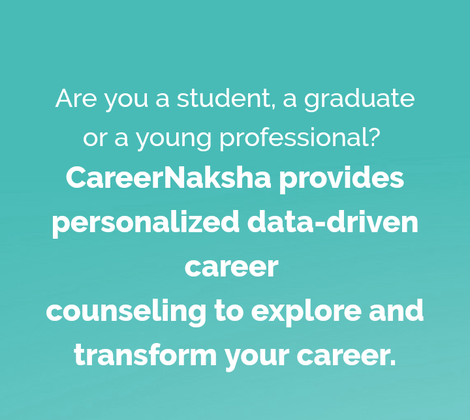 Are you a student, a graduate
or a young professional?
CareerNaksha provides
personalized data-driven
career
counseling to explore and
transform your career.